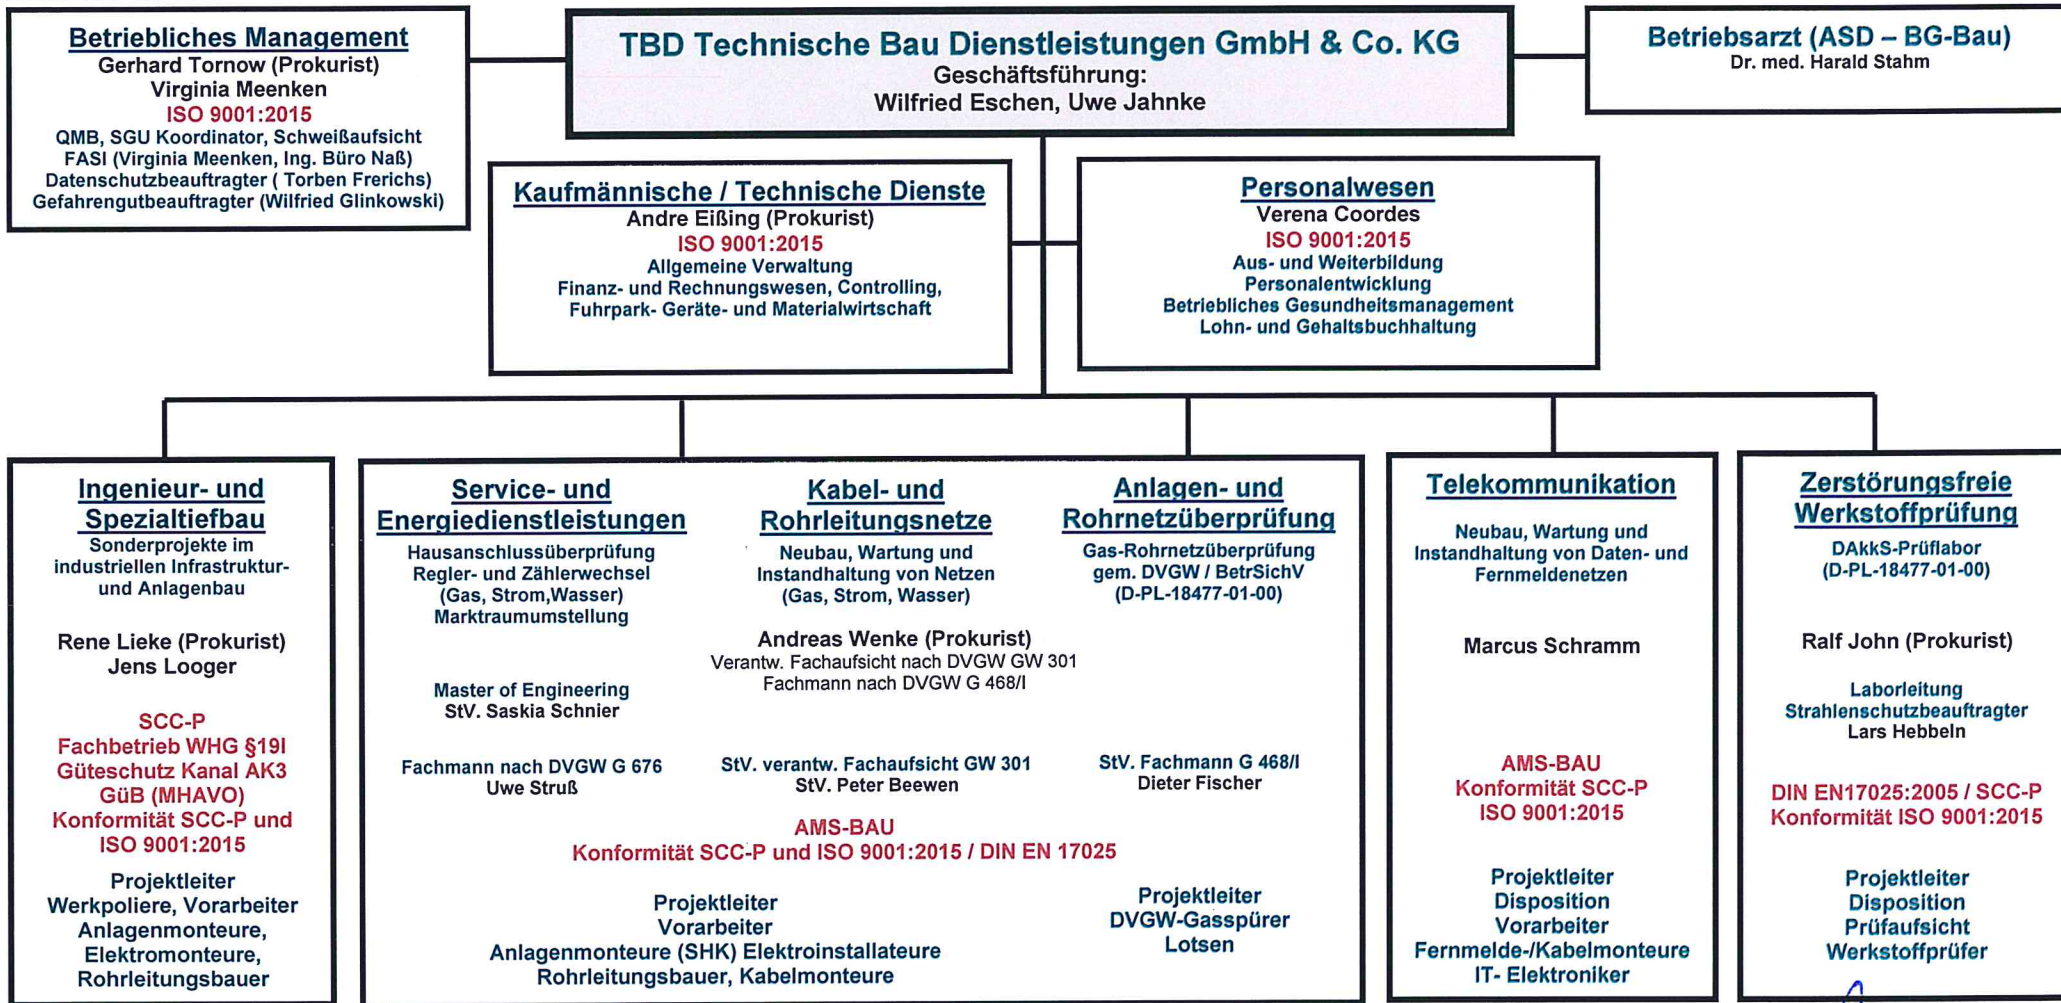 Betriebliches Management
Gerhard Tornow (Prokurist)
Virginia Meenken
ISO 9001:2015
QMB, SGU Koordinator, Schweißaufsicht
FASI (Virginia Meenken, Ing. Büro Naß)
Datenschutzbeauftragter ( Torben Frerichs)
Gefahrengutbeauftragter (Wilfried Glinkowski)
TBD Technische Bau Dienstleistungen GmbH & Co. KG
Geschäftsführung:
Wilfried Eschen, Uwe Jahnke
Betriebsarzt (ASD – BG-Bau)
Dr. med. Harald Stahm
Kaufmännische / Technische Dienste
Andre Eißing (Prokurist)
ISO 9001:2015
Allgemeine Verwaltung
Finanz- und Rechnungswesen, Controlling,
Fuhrpark- Geräte- und Materialwirtschaft
Personalwesen
Verena Coordes
ISO 9001:2015
Aus- und Weiterbildung
Personalentwicklung
Betriebliches Gesundheitsmanagement
Lohn- und Gehaltsbuchhaltung
Ingenieur- und
Spezialtiefbau
Sonderprojekte im
industriellen Infrastruktur-
und Anlagenbau
Rene Lieke (Prokurist)
Jens Looger
SCC-P
Fachbetrieb WHG §19l
Güteschutz Kanal AK3
GüB (MHAVO)
Konformität SCC-P und
ISO 9001:2015
Projektleiter
Werkpoliere, Vorarbeiter
Anlagenmonteure,
Elektromonteure,
Rohrleitungsbauer
Service- und
Energiedienstleistungen
Hausanschlussüberprüfung
Regler- und Zählerwechsel
(Gas, Strom,Wasser)
Marktraumumstellung
Master of Engineering
StV. Saskia Schnier
Fachmann nach DVGW G 676
Uwe Struß
Kabel- und
Rohrleitungsnetze
Neubau, Wartung und
Instandhaltung von Netzen
(Gas, Strom, Wasser)
Andreas Wenke (Prokurist)
Verantw. Fachaufsicht nach DVGW GW 301
Fachmann nach DVGW G 468/I
StV. verantw. Fachaufsicht GW 301
StV. Peter Beewen
Anlagen- und
Rohrnetzüberprüfung
Gas-Rohrnetzüberprüfung
gem. DVGW / BetrSichV
(D-PL-18477-01-00)
StV. Fachmann G 468/I
Dieter Fischer
AMS-BAU
Konformität SCC-P und ISO 9001:2015 / DIN EN 17025
Projektleiter
Vorarbeiter
Anlagenmonteure (SHK) Elektroinstallateure
Rohrleitungsbauer, Kabelmonteure
Projektleiter
DVGW-Gasspürer
Lotsen
Telekommunikation
Neubau, Wartung und
Instandhaltung von Daten- und
Fernmeldenetzen
Marcus Schramm
AMS-BAU
Konformität SCC-P
ISO 9001:2015
Projektleiter
Disposition
Vorarbeiter
Fernmelde-/Kabelmonteure
IT- Elektroniker
Zerstörungsfreie
Werkstoffprüfung
DAkkS-Prüflabor
(D-PL-18477-01-00)
Ralf John (Prokurist)
Laborleitung
Strahlenschutzbeauftragter
Lars Hebbeln
DIN EN17025:2005 / SCC-P
Konformität ISO 9001:2015
Projektleiter
Disposition
Prüfaufsicht
Werkstoffprüfer